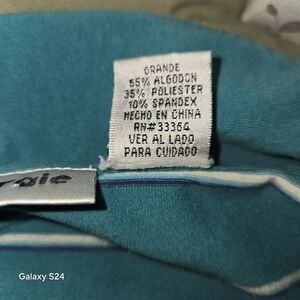 GRANDE
55% ALGODON
35% POLIESTER
10% SPANDEX
HECHO EN CHINA
RN#33364
VER AL LADO
PARA CUIDADO
Galaxy S24